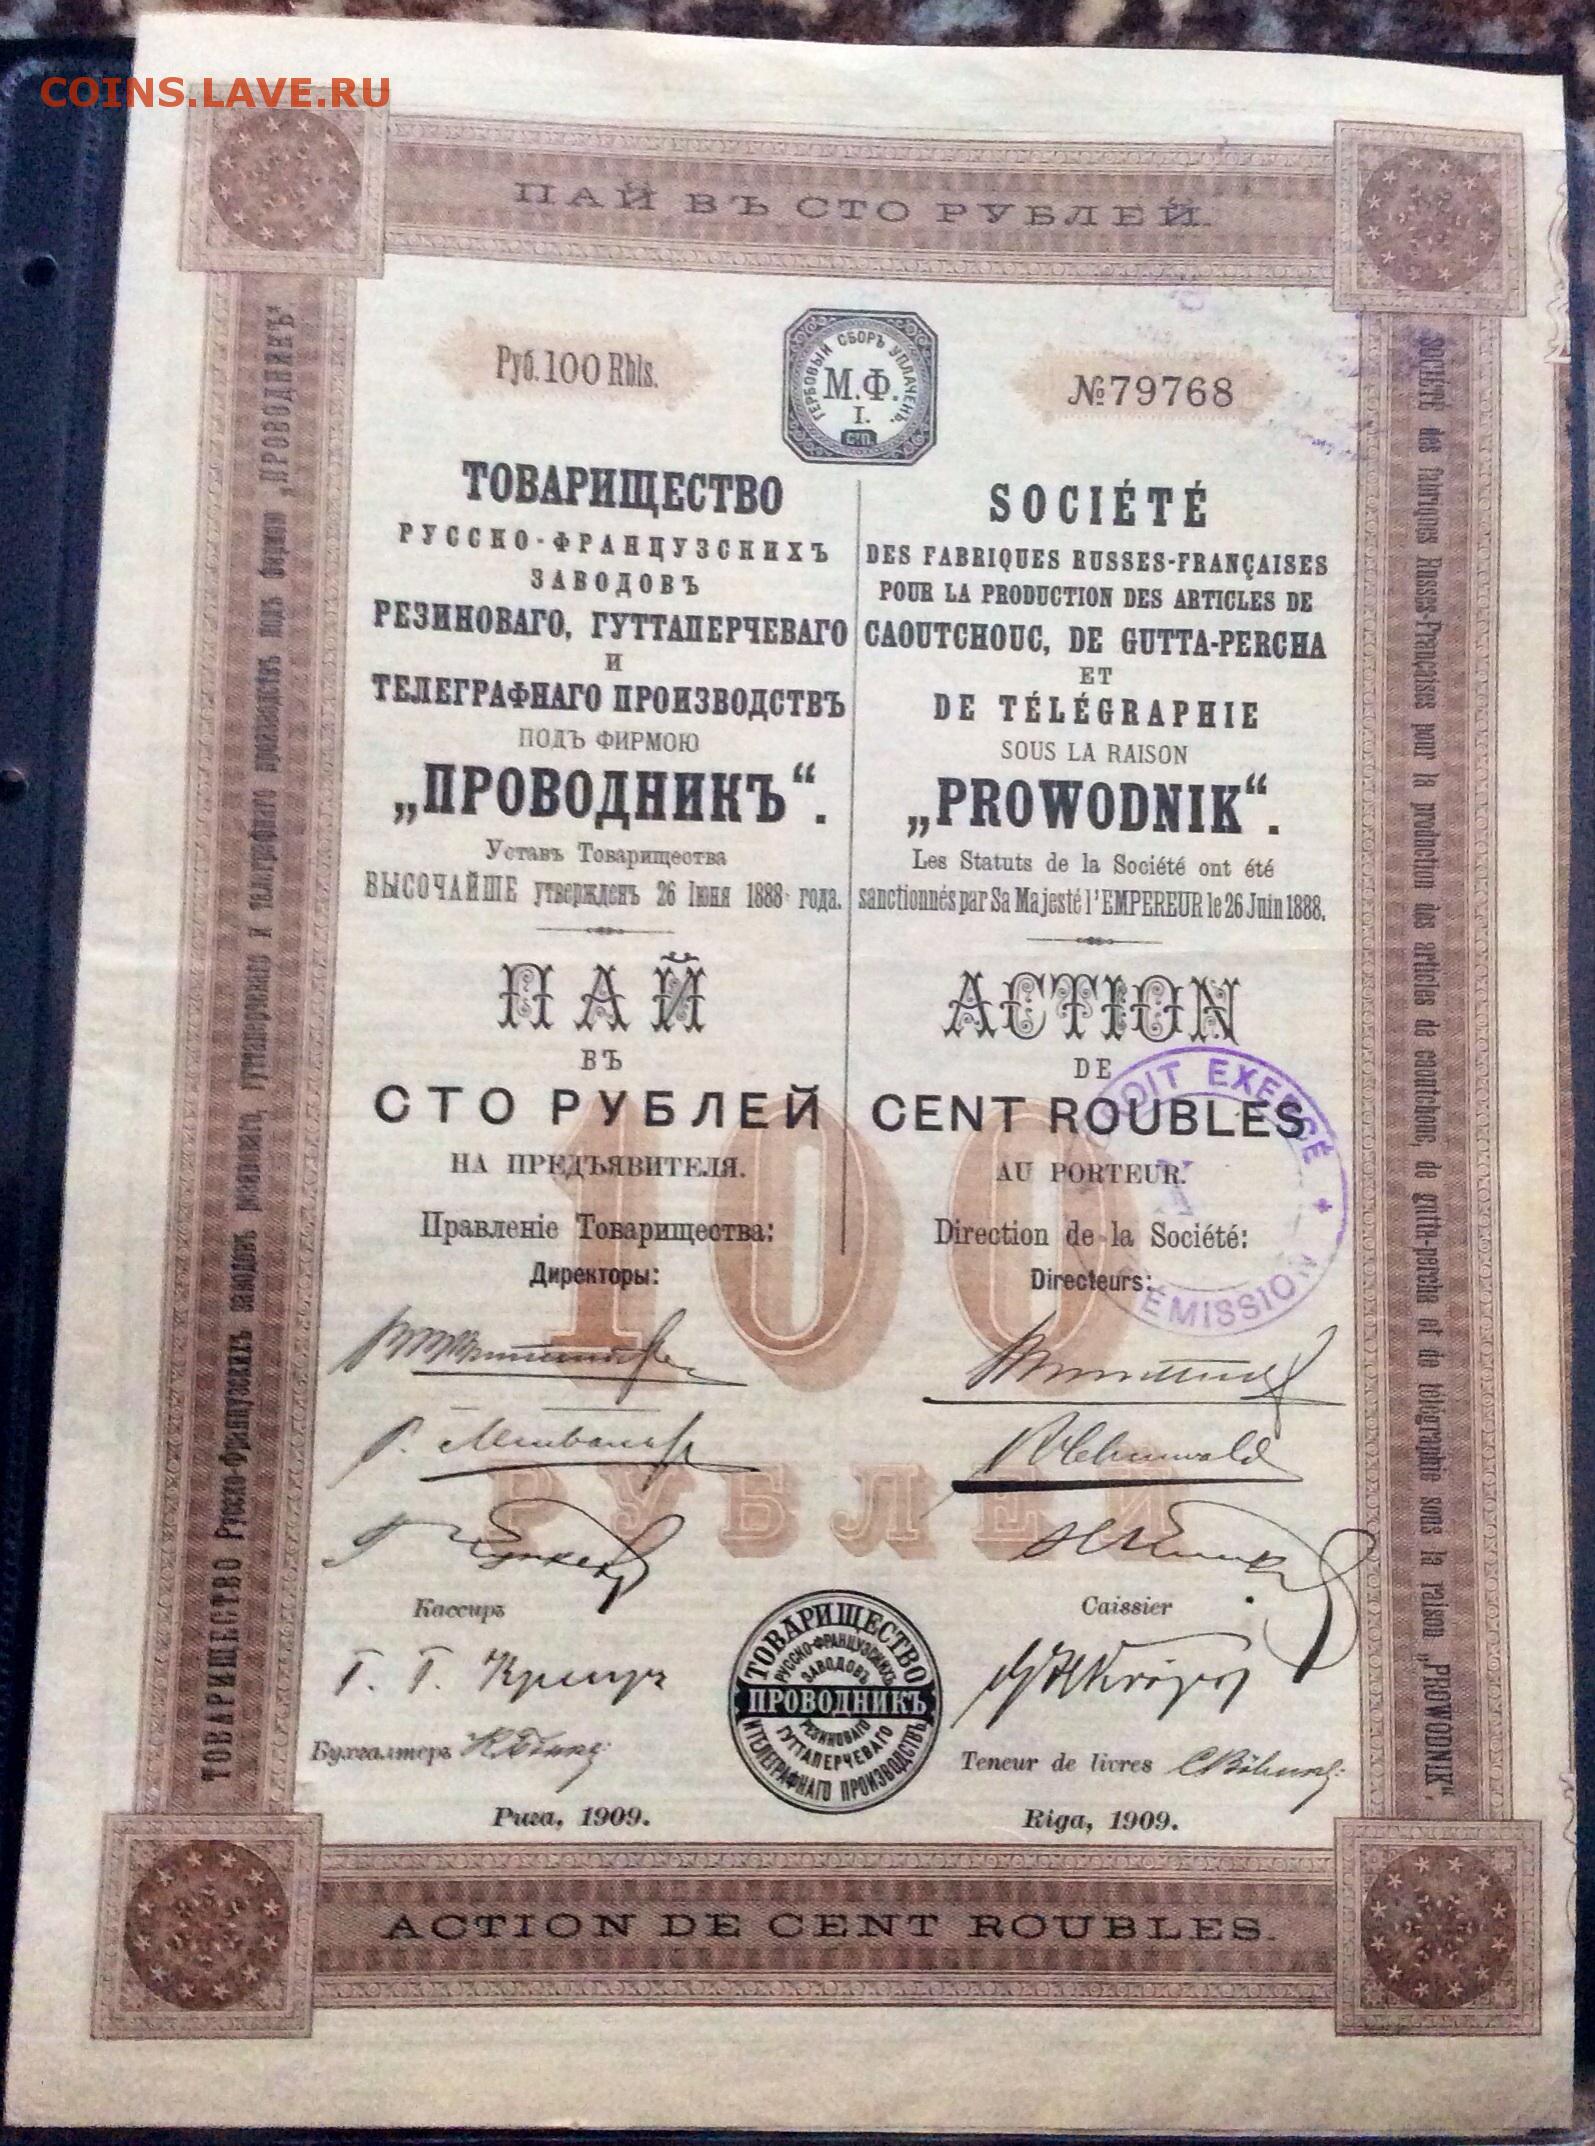 COINS.LAVE.RU
ПАЙ ВЪ СТО РУБЛЕЙ.
Руб. 100 Rbls.
ГЕРБОВЫЙ СБОРЪ УПЛАЧЕНЪ.
М.Ф.
I.
№79768
ТОВАРИЩЕСТВО
РУССКО-ФРАНЦУЗСКИХЪ
ЗАВОДОВЪ
РЕЗИНОВАГО, ГУТТАПЕРЧЕВАГО
И
ТЕЛЕГРАФНАГО ПРОИЗВОДСТВЪ
ПОДЪ ФИРМОЮ
„ПРОВОДНИКЪ“.
Уставъ Товарищества
ВЫСОЧАЙШЕ утвержденъ 26 Іюня 1888 года.
ПАЙ
ВЪ
СТО РУБЛЕЙ
НА ПРЕДЪЯВИТЕЛЯ.
Правленіе Товарищества:
Директоры:
Кассиръ
Бухгалтеръ
Рига, 1909.
SOCIÉTÉ
DES FABRIQUES RUSSES-FRANÇAISES
POUR LA PRODUCTION DES ARTICLES DE
CAOUTCHOUC, DE GUTTA-PERCHA
ET
DE TÉLÉGRAPHIE
SOUS LA RAISON
„PROWODNIK“.
Les Statuts de la Société ont été
sanctionnés par Sa Majesté l'EMPEREUR le 26 Juin 1888.
ACTION
DE
CENT ROUBLES
AU PORTEUR.
Direction de la Société:
Directeurs:
Caissier
Teneur de livres
Riga, 1909.
100
РУБЛЕЙ
EXERCÉ
ÉMISSION
ТОВАРИЩЕСТВО
РУССКО-ФРАНЦУЗСКИХЪ
ЗАВОДОВЪ
ПРОВОДНИКЪ
РЕЗИНОВАГО
ГУТТАПЕРЧЕВАГО
И ТЕЛЕГРАФНАГО ПРОИЗВОДСТВЪ
ТОВАРИЩЕСТВО Русско-Французскихъ заводовъ резиноваго, гуттаперчеваго и телеграфнаго производствъ подъ фирмою „ПРОВОДНИКЪ“.
SOCIÉTÉ des fabriques Russes-Françaises pour la production des articles de caoutchouc, de gutta-percha et de télégraphie sous la raison „PROWODNIK“.
ACTION DE CENT ROUBLES.